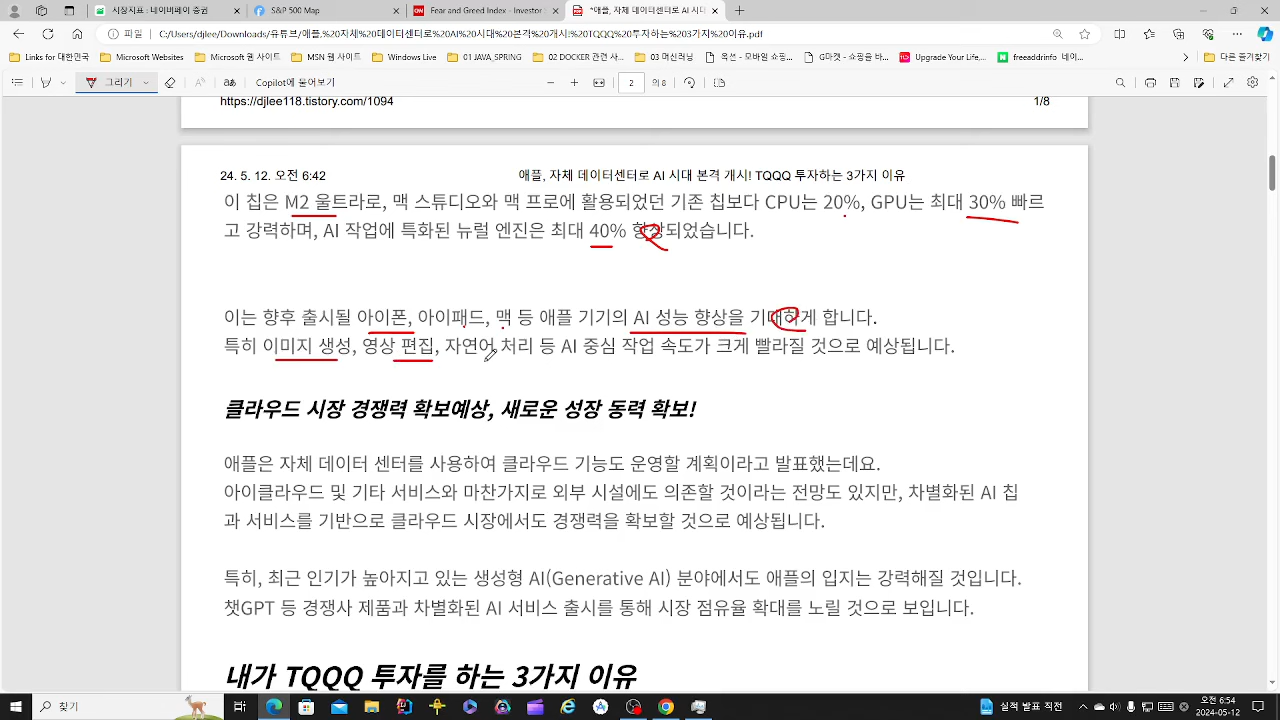 시장지표 : 네이버페이 증권
S&P 500 Map
Fear and Greed Index - Investor
*애플, 자체 데이터센터로 AI 시대
파일
C:/Users/djlee/Downloads/유튜브/애플,%20자체%20데이터센터로%20AI%20시대%20본격%20개시!%20TQQQ%20투자하는%203가지%20이유.pdf
Links for 대한민국
Microsoft Websites
Microsoft 웹 사이트
MSN 웹 사이트
Windows Live
01 JAVA,SPRING
02 DOCKER 관련 dw...
03 머신러닝
옥션 - 모바일 쇼핑...
G마켓 - 쇼핑을 바...
Upgrade Your Life,...
freeadrinfo 네이...
다른 즐겨찾기
그리기
Copilot에 물어보기
2
의 8
https://djlee118.tistory.com/1094
1/8
24. 5. 12. 오전 6:42
애플, 자체 데이터센터로 AI 시대 본격 개시! TQQQ 투자하는 3가지 이유
이 칩은 M2 울트라로, 맥 스튜디오와 맥 프로에 활용되었던 기존 칩보다 CPU는 20%, GPU는 최대 30% 빠르
고 강력하며, AI 작업에 특화된 뉴럴 엔진은 최대 40% 향상되었습니다.
이는 향후 출시될 아이폰, 아이패드, 맥 등 애플 기기의 AI 성능 향상을 기대하게 합니다.
특히 이미지 생성, 영상 편집, 자연어 처리 등 AI 중심 작업 속도가 크게 빨라질 것으로 예상됩니다.
클라우드 시장 경쟁력 확보예상, 새로운 성장 동력 확보!
애플은 자체 데이터 센터를 사용하여 클라우드 기능도 운영할 계획이라고 발표했는데요.
아이클라우드 및 기타 서비스와 마찬가지로 외부 시설에도 의존할 것이라는 전망도 있지만, 차별화된 AI 칩
과 서비스를 기반으로 클라우드 시장에서도 경쟁력을 확보할 것으로 예상됩니다.
특히, 최근 인기가 높아지고 있는 생성형 AI(Generative AI) 분야에서도 애플의 입지는 강력해질 것입니다.
챗GPT 등 경쟁사 제품과 차별화된 AI 서비스 출시를 통해 시장 점유율 확대를 노릴 것으로 보입니다.
내가 TQQQ 투자를 하는 3가지 이유
찾기
실적 발표 직전
오전 6:54
2024-05-12